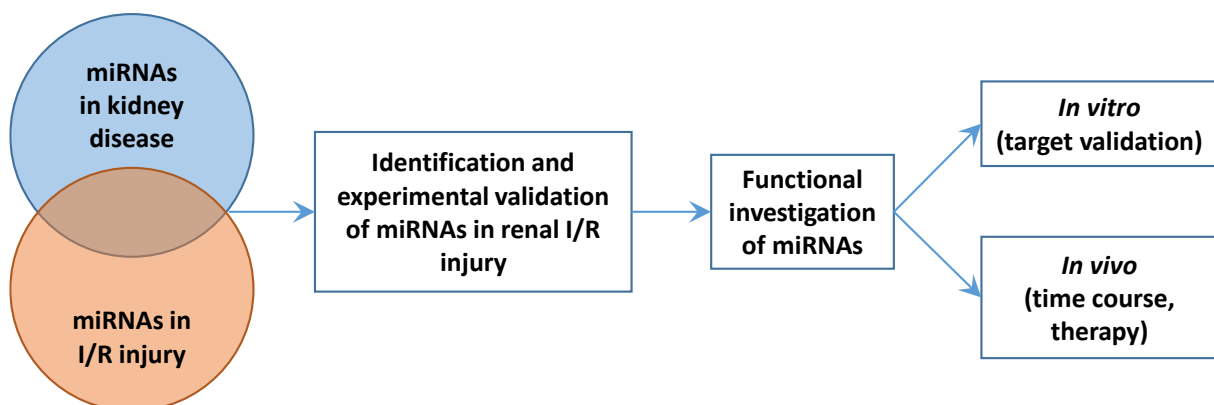 miRNAs
in kidney
disease
miRNAs in
I/R injury
Identification and
experimental validation
of miRNAs in renal I/R
injury
Functional
investigation
of miRNAs
In vitro
(target validation)
In vivo
(time course,
therapy)